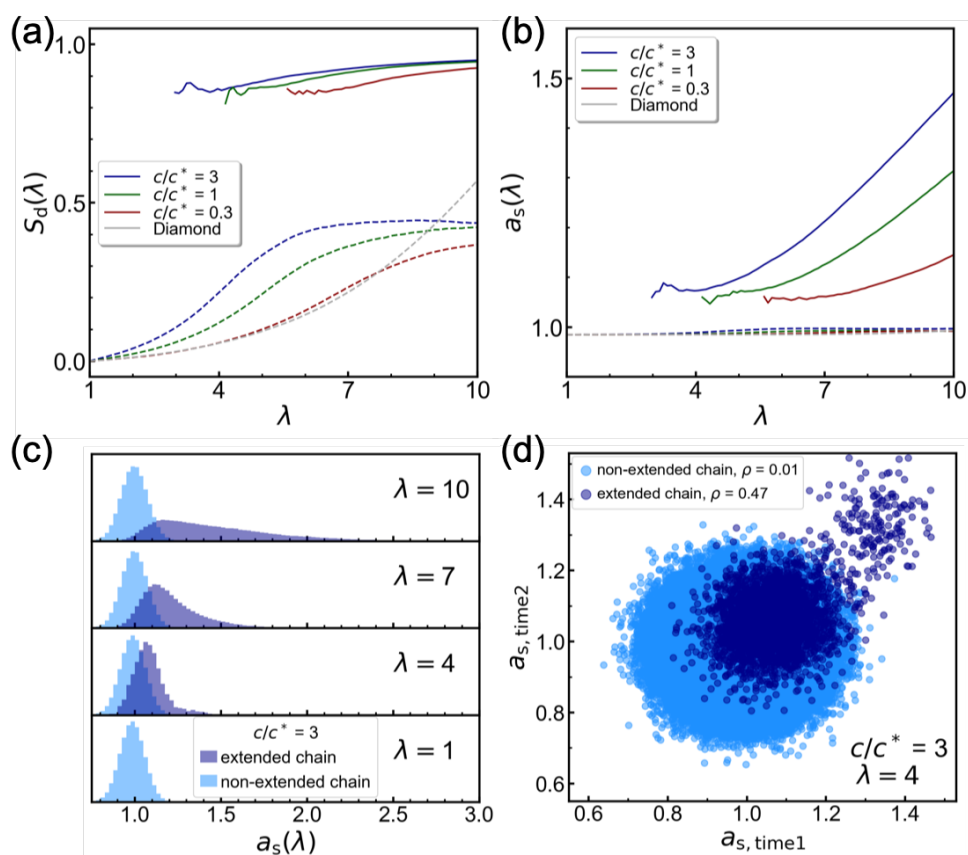 (a)
1.0
0.5
0.0
S_d(λ)
c/c* = 3
c/c* = 1
c/c* = 0.3
Diamond
1 4 7 10
λ
(b)
1.5
1.0
a_s(λ)
c/c* = 3
c/c* = 1
c/c* = 0.3
Diamond
1 4 7 10
λ
(c)
λ = 10
λ = 7
λ = 4
λ = 1
c/c* = 3
extended chain
non-extended chain
1.0 1.5 2.0 2.5 3.0
a_s(λ)
(d)
non-extended chain, ρ = 0.01
extended chain, ρ = 0.47
1.4
1.2
1.0
0.8
0.6
a_s, time2
c/c* = 3
λ = 4
0.6 0.8 1.0 1.2 1.4
a_s, time1